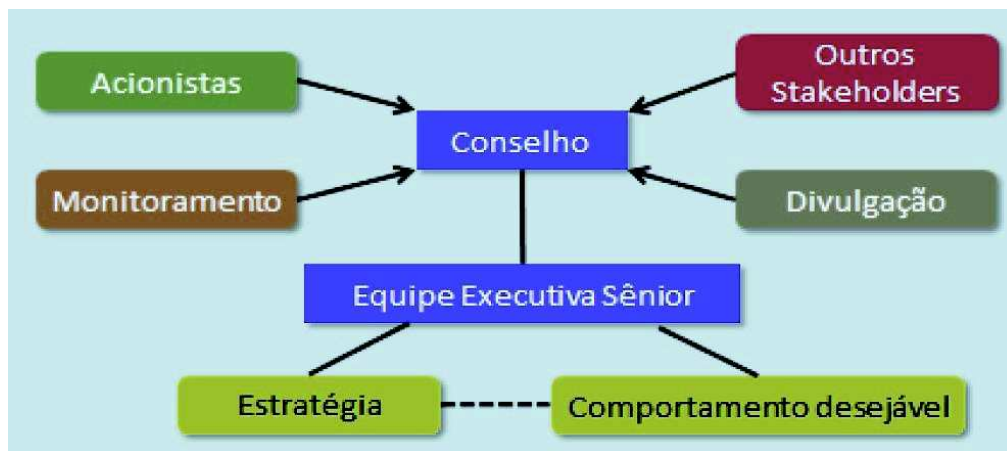 Acionistas
Outros
Stakeholders
Conselho
Monitoramento
Divulgação
Equipe Executiva Sênior
Estratégia
Comportamento desejável